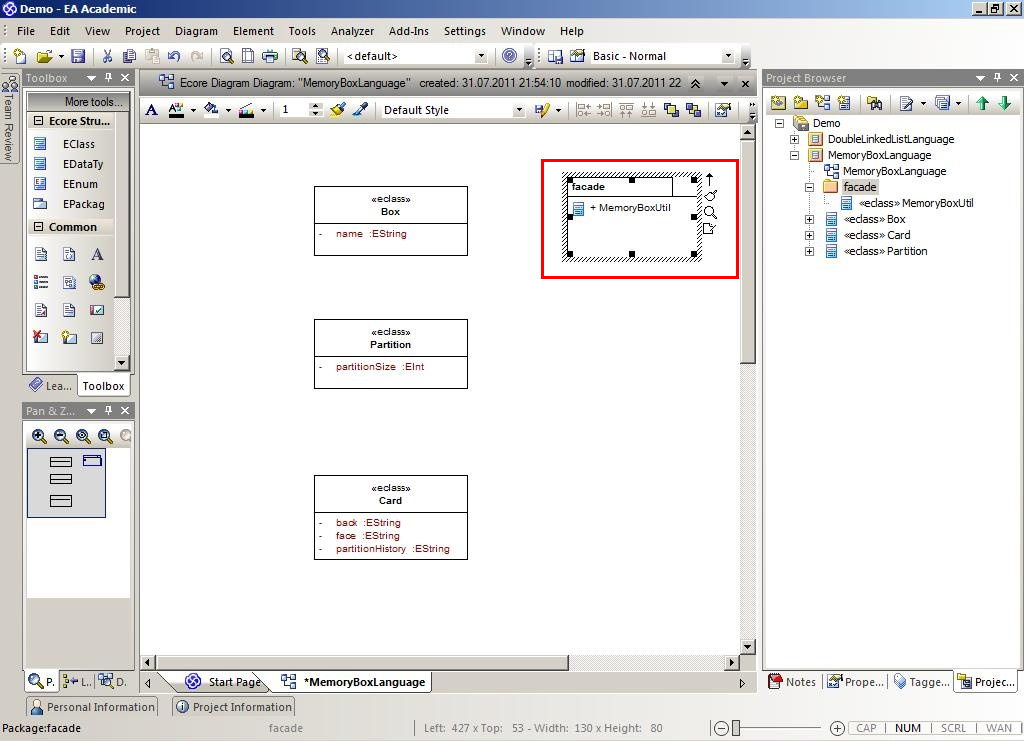 Demo - EA Academic
File Edit View Project Diagram Element Tools Analyzer Add-Ins Settings Window Help
<default> Basic - Normal
Team Review
Toolbox
More tools...
Ecore Stru...
EClass
EDataTy
EEnum
EPackag
Common
A
Lea... Toolbox
Pan & Z...
P. L.. D.
Ecore Diagram Diagram: "MemoryBoxLanguage" created: 31.07.2011 21:54:10 modified: 31.07.2011 22
A A 1 Default Style
«eclass»
Box
- name :EString
facade
+ MemoryBoxUtil
«eclass»
Partition
- partitionSize :EInt
«eclass»
Card
- back :EString
- face :EString
- partitionHistory :EString
Start Page *MemoryBoxLanguage
Project Browser
Demo
DoubleLinkedListLanguage
MemoryBoxLanguage
MemoryBoxLanguage
facade
«eclass» MemoryBoxUtil
«eclass» Box
«eclass» Card
«eclass» Partition
Notes Prope... Tagge... Projec...
Personal Information Project Information
Package:facade facade Left: 427 x Top: 53 - Width: 130 x Height: 80 CAP NUM SCRL WAN